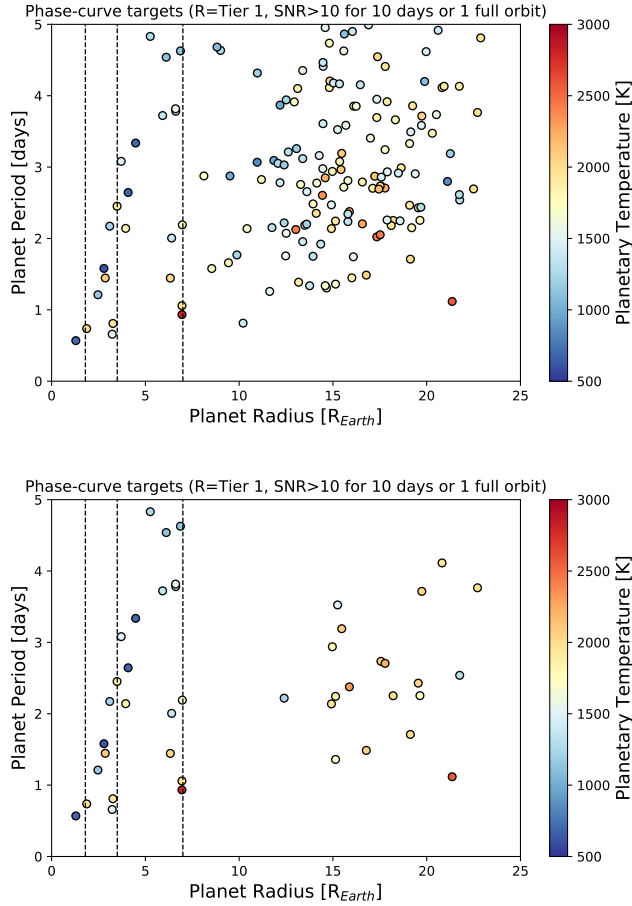 Phase-curve targets (R=Tier 1, SNR>10 for 10 days or 1 full orbit)
5
4
3
2
1
0
Planet Period [days]
0 5 10 15 20 25
Planet Radius [R_Earth]
3000
2500
2000
1500
1000
500
Planetary Temperature [K]
Phase-curve targets (R=Tier 1, SNR>10 for 10 days or 1 full orbit)
5
4
3
2
1
0
Planet Period [days]
0 5 10 15 20 25
Planet Radius [R_Earth]
3000
2500
2000
1500
1000
500
Planetary Temperature [K]